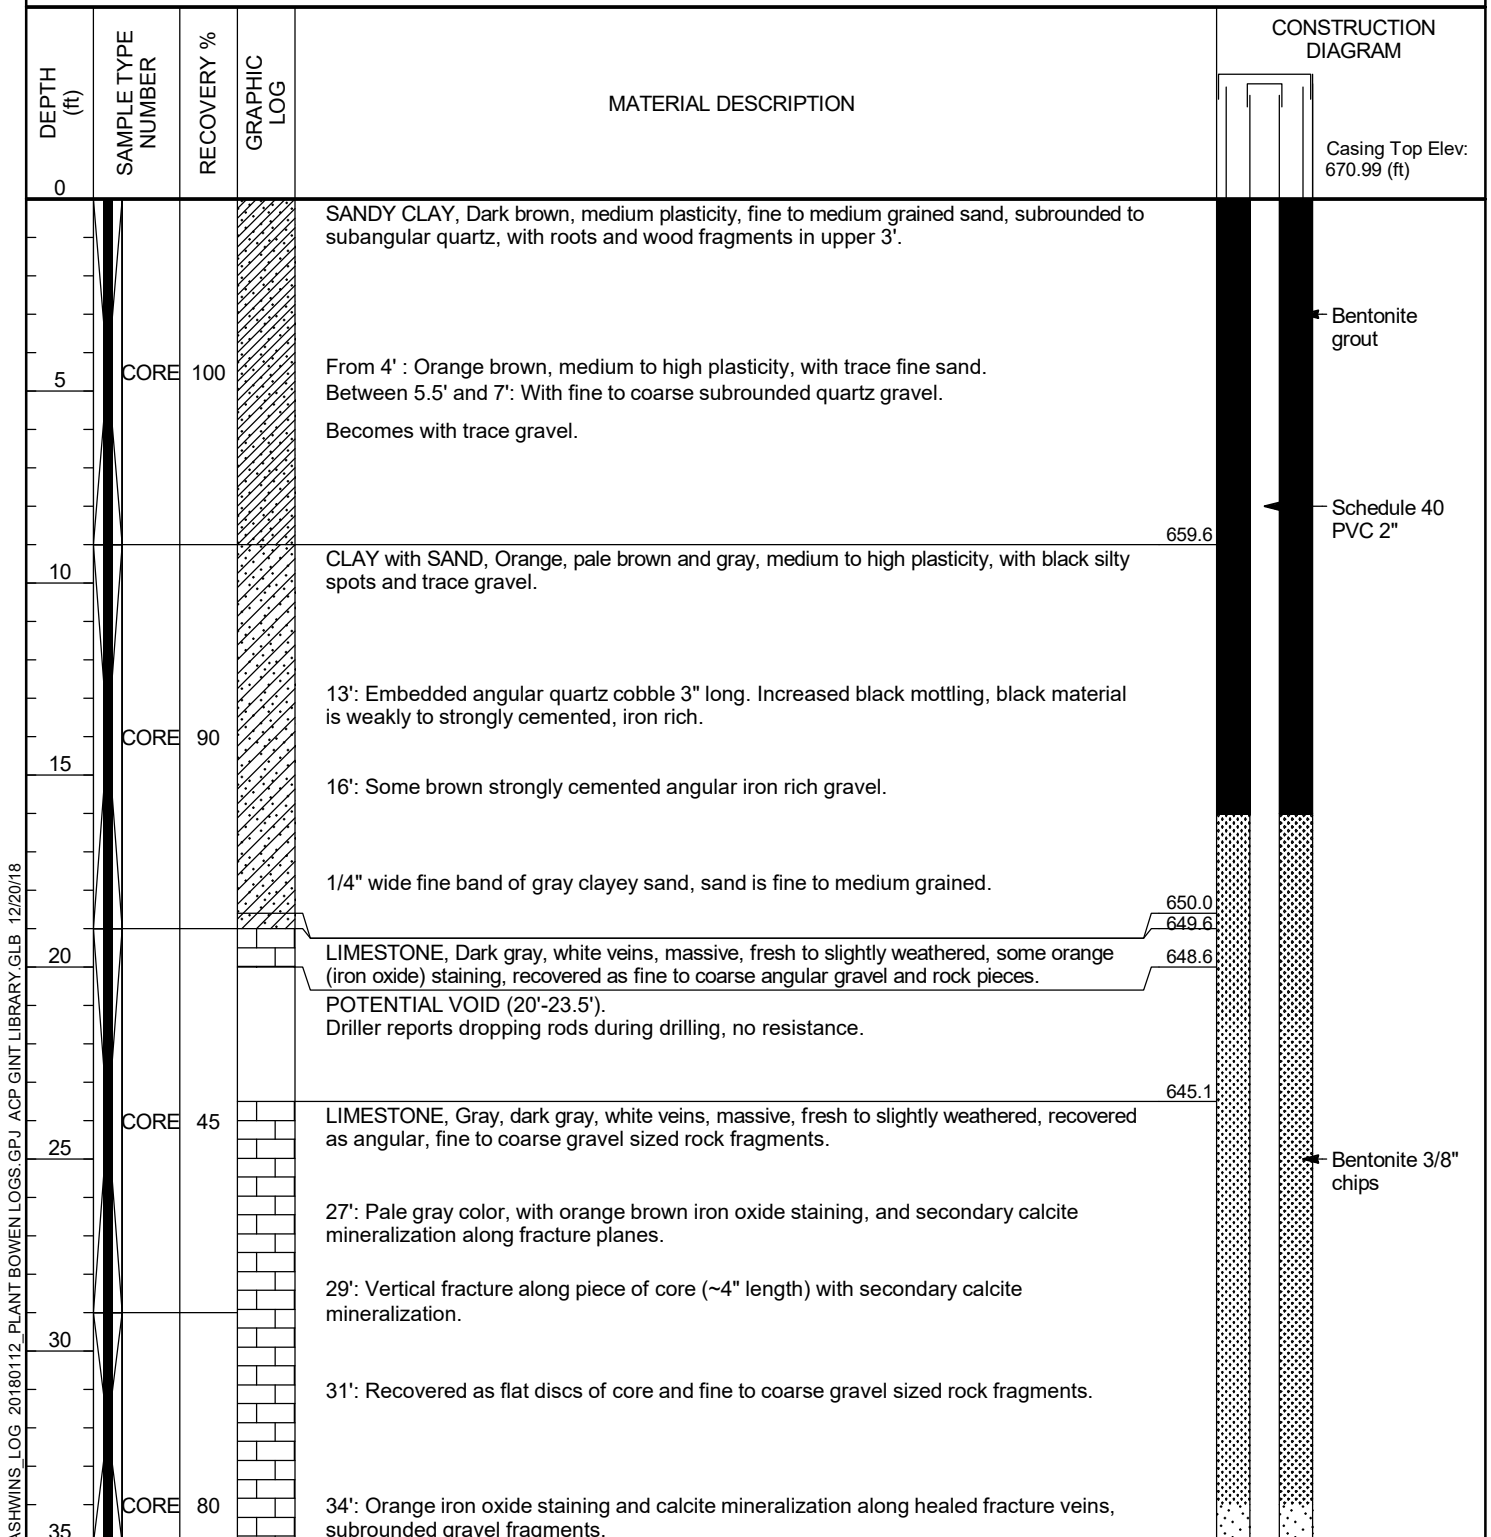 DEPTH
(ft)
SAMPLE TYPE
NUMBER
RECOVERY %
GRAPHIC
LOG
MATERIAL DESCRIPTION
CONSTRUCTION
DIAGRAM
Casing Top Elev:
670.99 (ft)
0
SANDY CLAY, Dark brown, medium plasticity, fine to medium grained sand, subrounded to
subangular quartz, with roots and wood fragments in upper 3'.
Bentonite
grout
From 4' : Orange brown, medium to high plasticity, with trace fine sand.
CORE 100
5
Between 5.5' and 7': With fine to coarse subrounded quartz gravel.
Becomes with trace gravel.
Schedule 40
PVC 2"
659.6
CLAY with SAND, Orange, pale brown and gray, medium to high plasticity, with black silty
spots and trace gravel.
10
13': Embedded angular quartz cobble 3" long. Increased black mottling, black material
is weakly to strongly cemented, iron rich.
CORE 90
15
16': Some brown strongly cemented angular iron rich gravel.
1/4" wide fine band of gray clayey sand, sand is fine to medium grained.
650.0
649.6
LIMESTONE, Dark gray, white veins, massive, fresh to slightly weathered, some orange
(iron oxide) staining, recovered as fine to coarse angular gravel and rock pieces.
20
648.6
POTENTIAL VOID (20'-23.5').
Driller reports dropping rods during drilling, no resistance.
645.1
LIMESTONE, Gray, dark gray, white veins, massive, fresh to slightly weathered, recovered
as angular, fine to coarse gravel sized rock fragments.
CORE 45
25
Bentonite 3/8"
chips
27': Pale gray color, with orange brown iron oxide staining, and secondary calcite
mineralization along fracture planes.
29': Vertical fracture along piece of core (~4" length) with secondary calcite
mineralization.
30
31': Recovered as flat discs of core and fine to coarse gravel sized rock fragments.
CORE 80
34': Orange iron oxide staining and calcite mineralization along healed fracture veins,
subrounded gravel fragments.
35
ASHWINS_LOG 20180112_PLANT BOWEN LOGS.GPJ ACP GINT LIBRARY.GLB 12/20/18